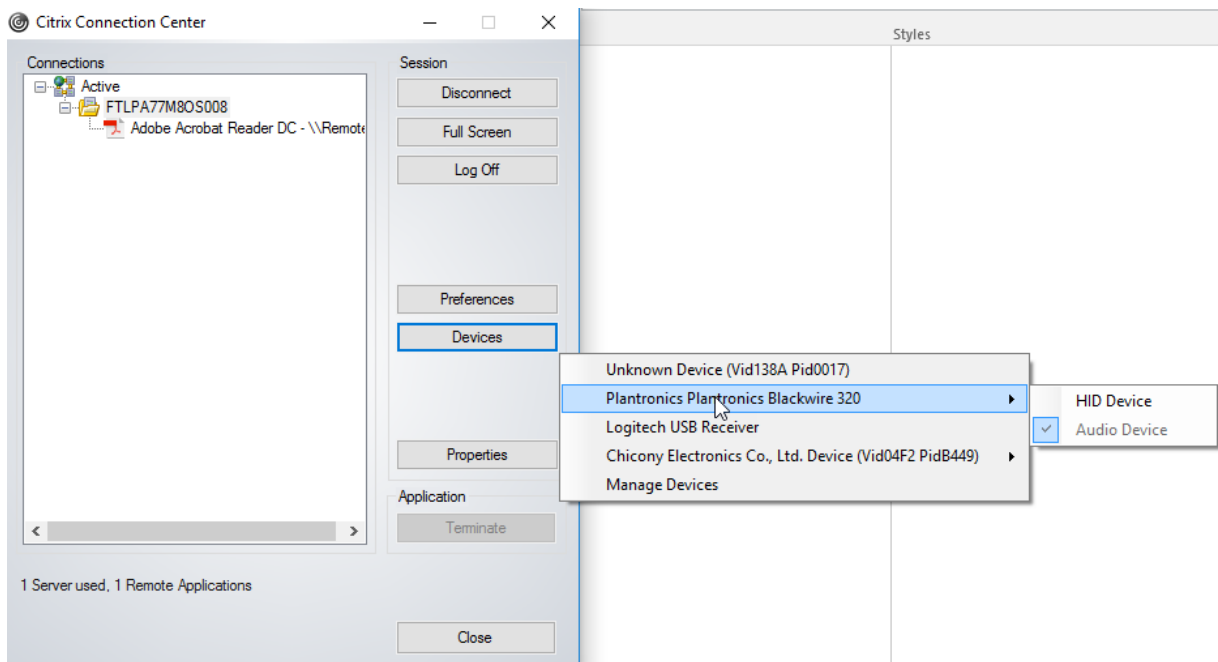 Citrix Connection Center
Styles
Connections
Active
FTLPA77M8OS008
Adobe Acrobat Reader DC - \\Remote
Session
Disconnect
Full Screen
Log Off
Preferences
Devices
Unknown Device (Vid138A Pid0017)
Plantronics Plantronics Blackwire 320
Logitech USB Receiver
Chicony Electronics Co., Ltd. Device (Vid04F2 PidB449)
Manage Devices
HID Device
Audio Device
Properties
Application
Terminate
1 Server used, 1 Remote Applications
Close